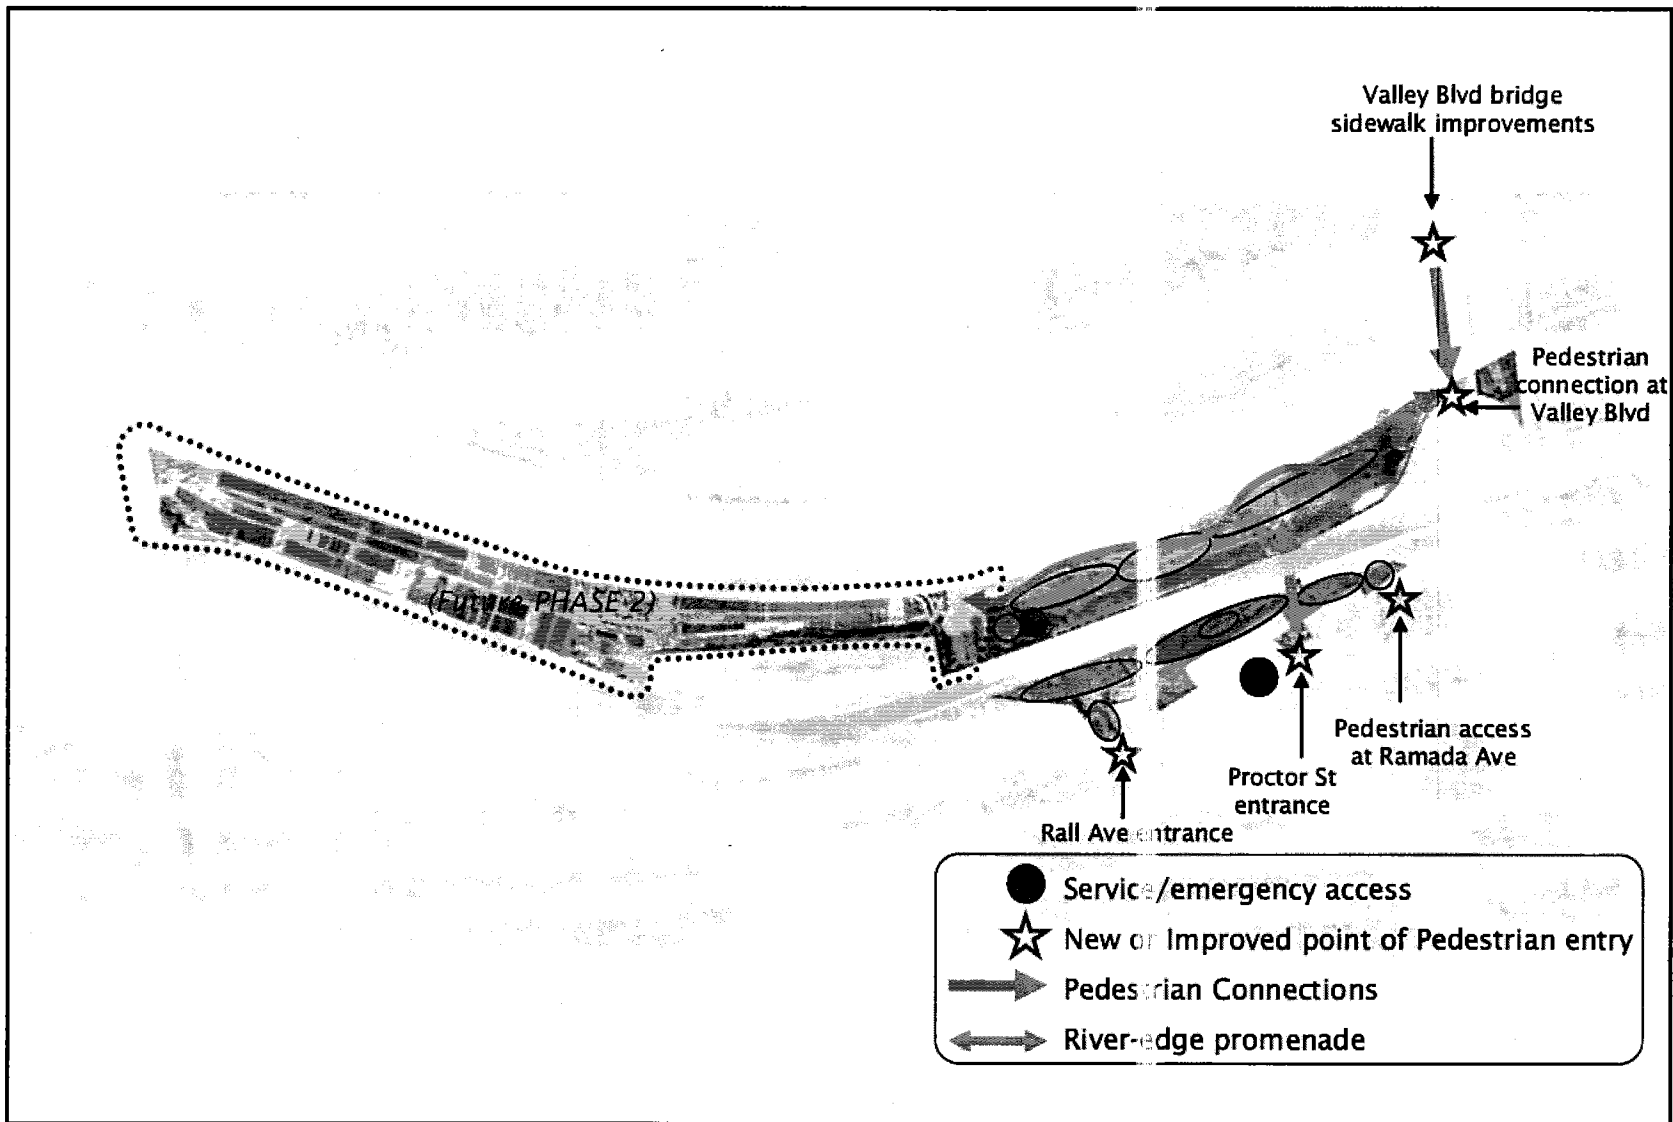 Valley Blvd bridge
sidewalk improvements
Pedestrian
connection at
Valley Blvd
(Future PHASE 2)
Pedestrian access
at Ramada Ave
Proctor St
entrance
Rall Ave entrance
Service/emergency access
New or Improved point of Pedestrian entry
Pedestrian Connections
River-edge promenade